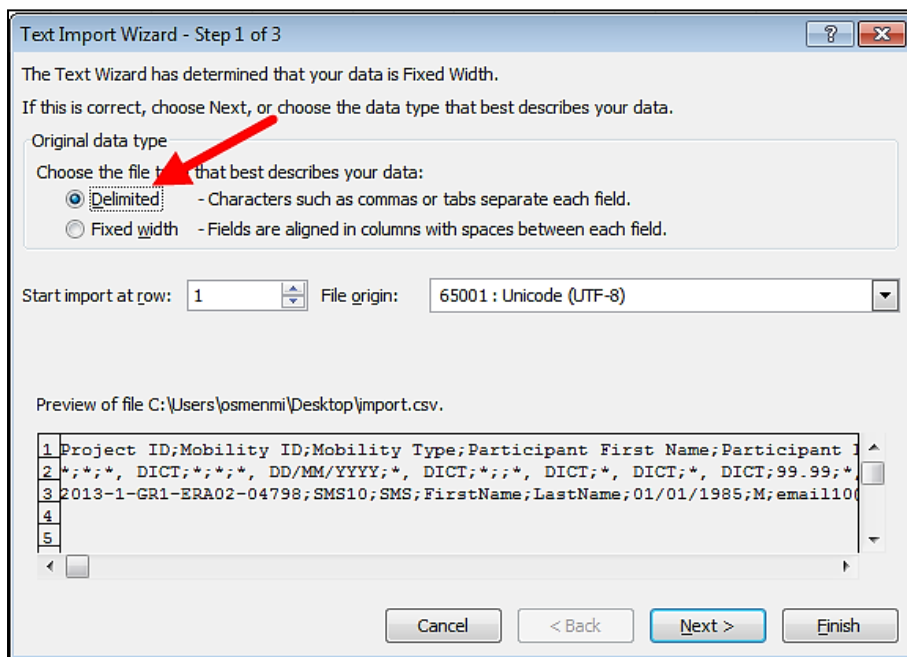 Text Import Wizard - Step 1 of 3
The Text Wizard has determined that your data is Fixed Width.
If this is correct, choose Next, or choose the data type that best describes your data.
Original data type
Choose the file that best describes your data:
Delimited - Characters such as commas or tabs separate each field.
Fixed width - Fields are aligned in columns with spaces between each field.
Start import at row: 1 File origin: 65001 : Unicode (UTF-8)
Preview of file C:\Users\osmenmi\Desktop\import.csv.
1 Project ID;Mobility ID;Mobility Type;Participant First Name;Participant
2 *;*;*, DICT;*;*;*, DD/MM/YYYY;*, DICT;*;;*, DICT;*, DICT;*, DICT;99.99;*,
3 2013-1-GR1-ERA02-04798;SMS10;SMS;FirstName;LastName;01/01/1985;M;email10
4
5
Cancel < Back Next > Finish